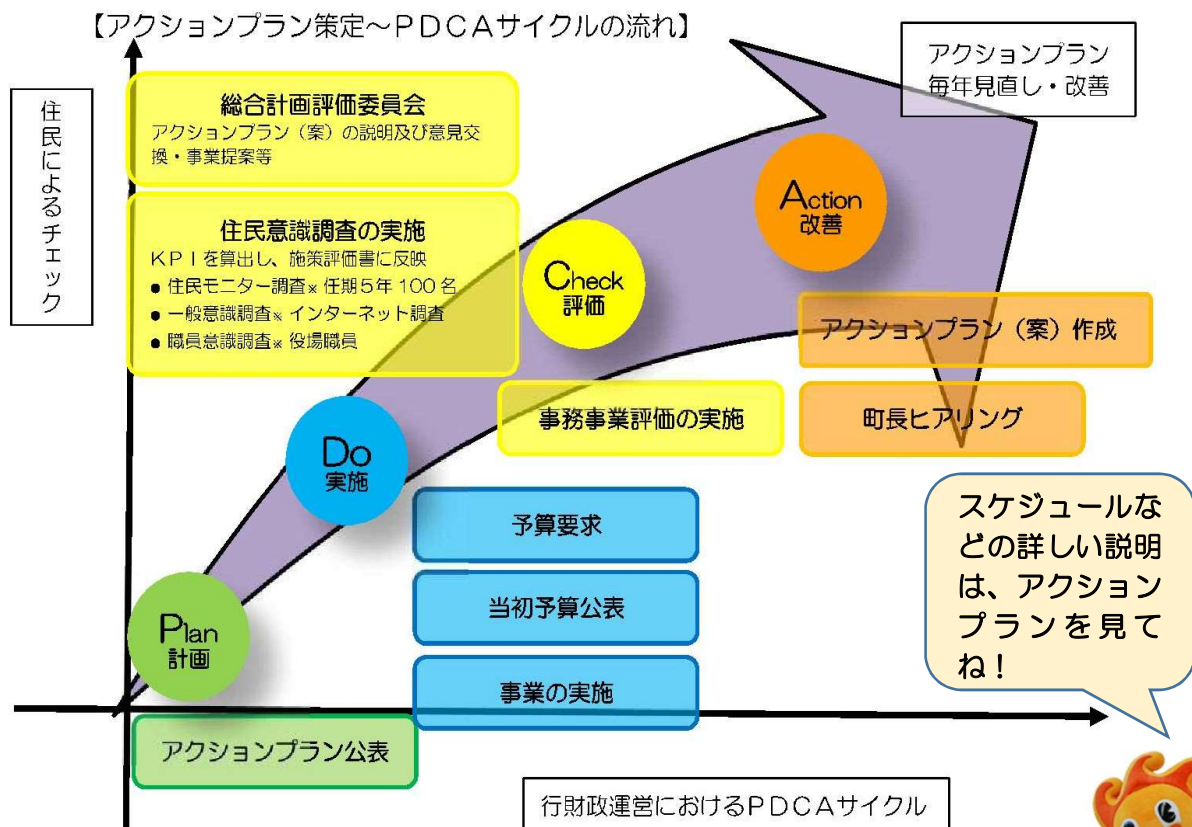 【アクションプラン策定～PDCAサイクルの流れ】
アクションプラン
毎年見直し・改善
住民によるチェック
総合計画評価委員会
アクションプラン（案）の説明及び意見交
換・事業提案等
住民意識調査の実施
KPIを算出し、施策評価書に反映
● 住民モニター調査※ 任期5年100名
● 一般意識調査※ インターネット調査
● 職員意識調査※ 役場職員
Action
改善
Check
評価
アクションプラン（案）作成
事務事業評価の実施
町長ヒアリング
Do
実施
予算要求
当初予算公表
事業の実施
Plan
計画
アクションプラン公表
スケジュールな
どの詳しい説明
は、アクション
プランを見て
ね！
行財政運営におけるPDCAサイクル